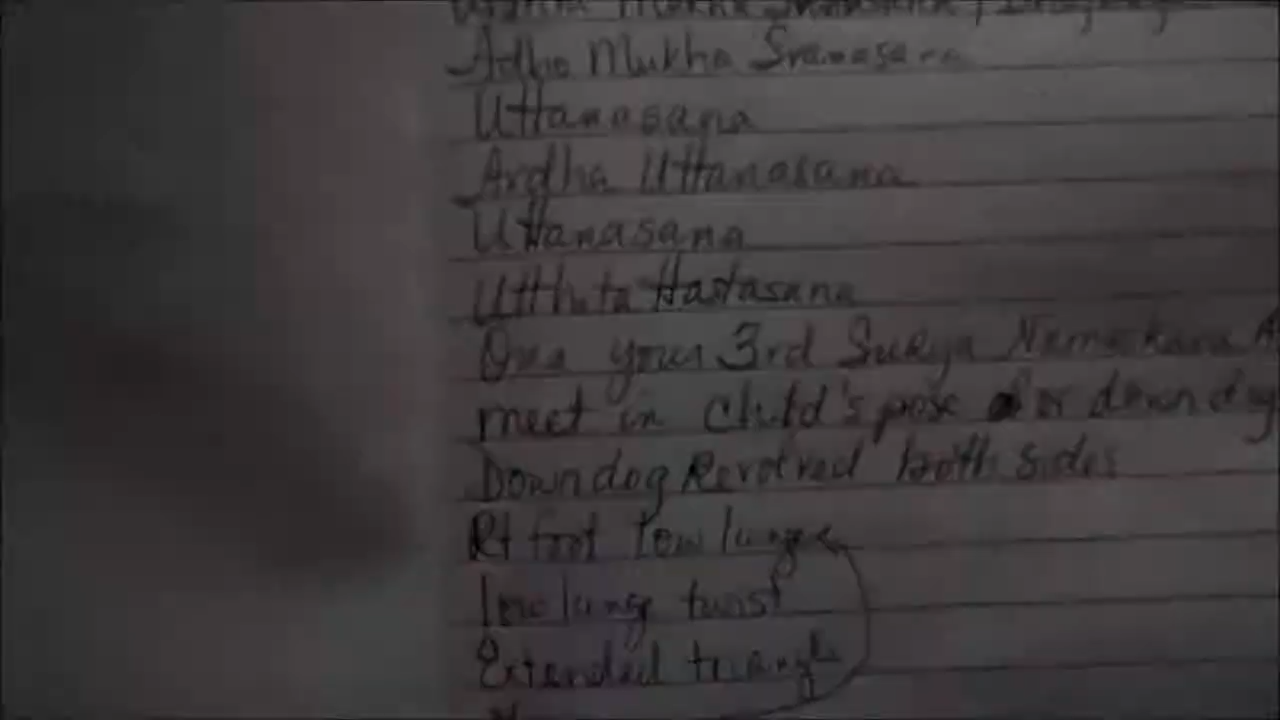 Mukha
Adho Mukha Svanasana
Uttanasana
Ardha Uttanasana
Uttanasana
Utthita Hastasana
your 3rd Surya Namaskara A
meet in Child's pose or down dog
Down dog Revolved both sides
Rt foot low lunge
low lunge twist
Extended triangle